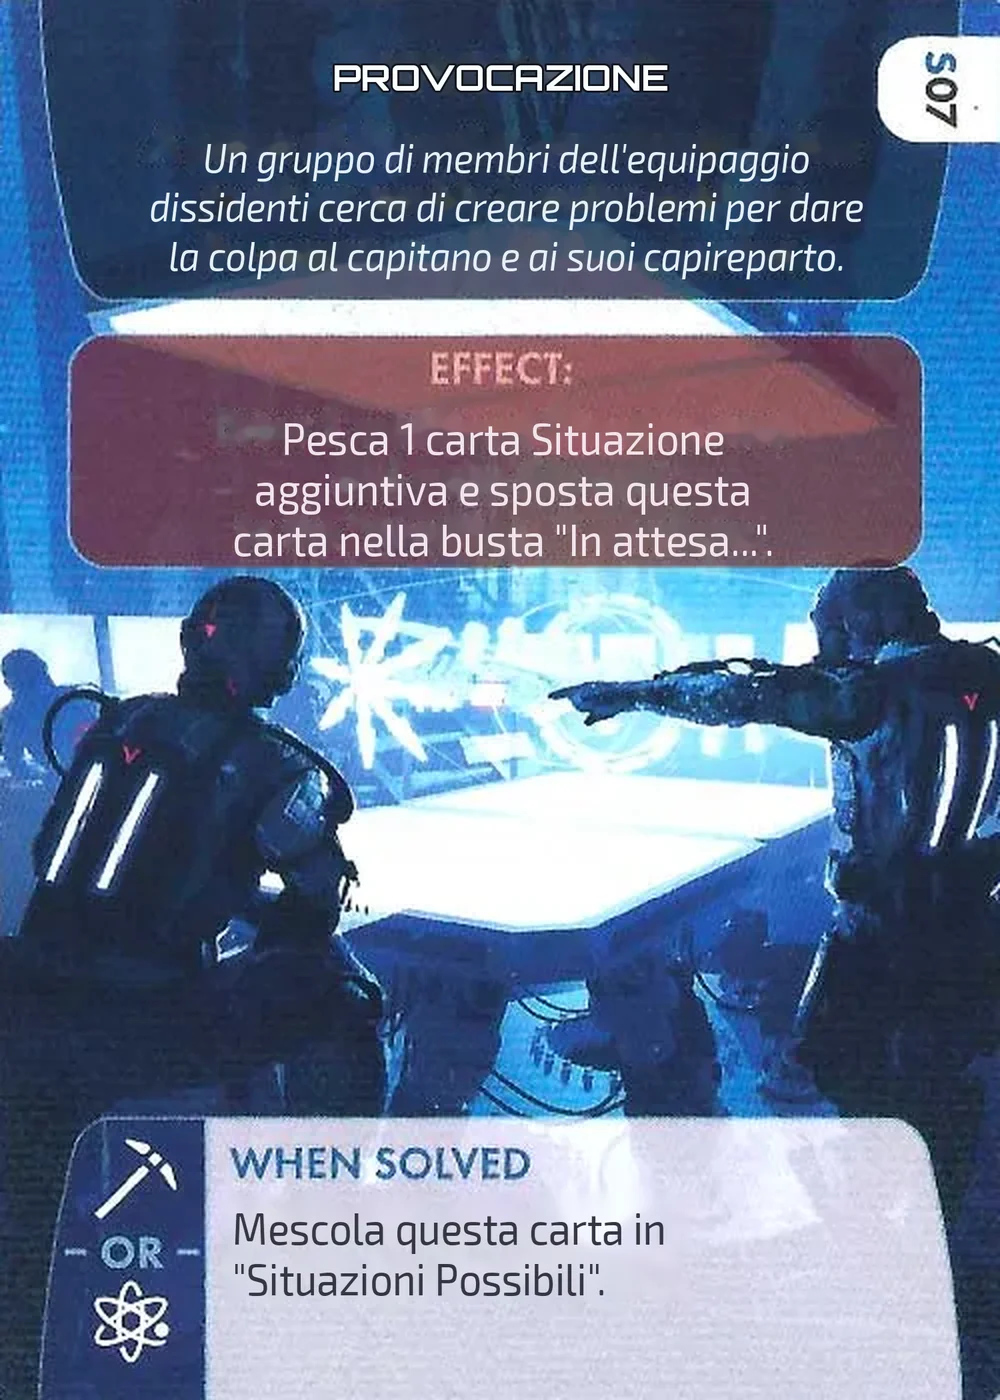 PROVOCAZIONE
S07
Un gruppo di membri dell'equipaggio
dissidenti cerca di creare problemi per dare
la colpa al capitano e ai suoi capireparto.
EFFECT:
Pesca 1 carta Situazione
aggiuntiva e sposta questa
carta nella busta "In attesa...".
WHEN SOLVED
- OR -
Mescola questa carta in
"Situazioni Possibili".